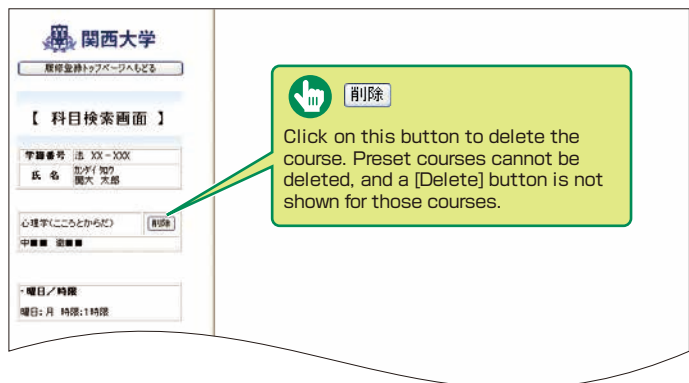 関西大学
履修登録トップページへもどる
【 科目検索画面 】
学籍番号 法 XX-XXX
氏 名 カンダイ タロウ
関大 太郎
心理学(こころとからだ) 削除
中■■ 適■■
・曜日/時限
曜日:月 時限:1時限
削除
Click on this button to delete the
course. Preset courses cannot be
deleted, and a [Delete] button is not
shown for those courses.